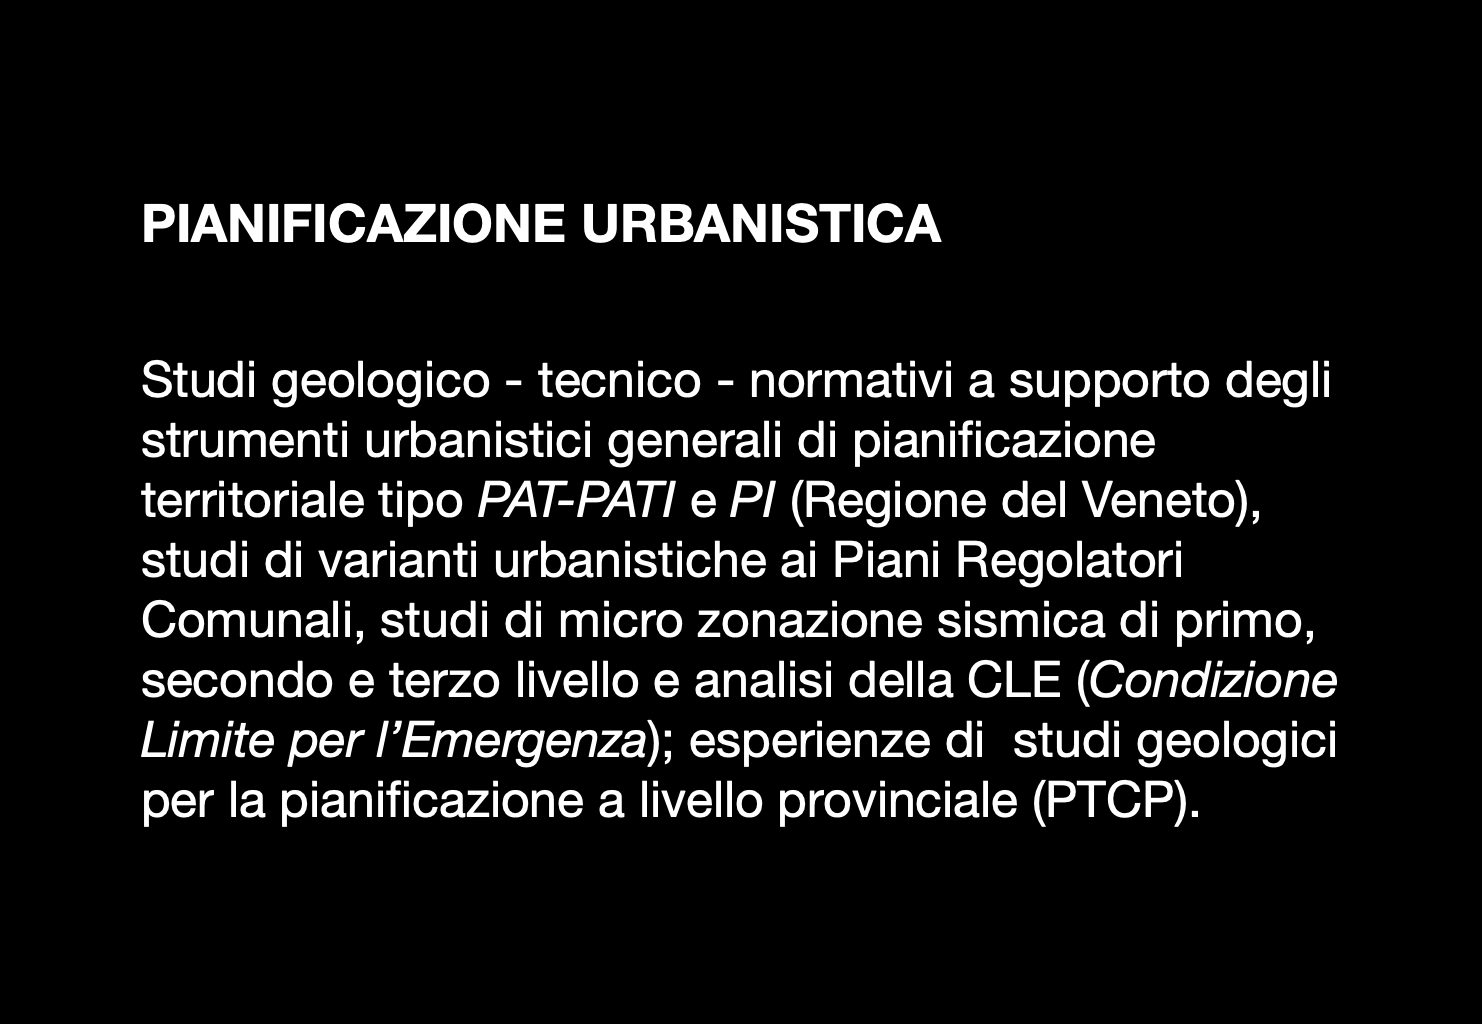 PIANIFICAZIONE URBANISTICA
Studi geologico - tecnico - normativi a supporto degli
strumenti urbanistici generali di pianificazione
territoriale tipo PAT-PATI e PI (Regione del Veneto),
studi di varianti urbanistiche ai Piani Regolatori
Comunali, studi di micro zonazione sismica di primo,
secondo e terzo livello e analisi della CLE (Condizione
Limite per l’Emergenza); esperienze di  studi geologici
per la pianificazione a livello provinciale (PTCP).